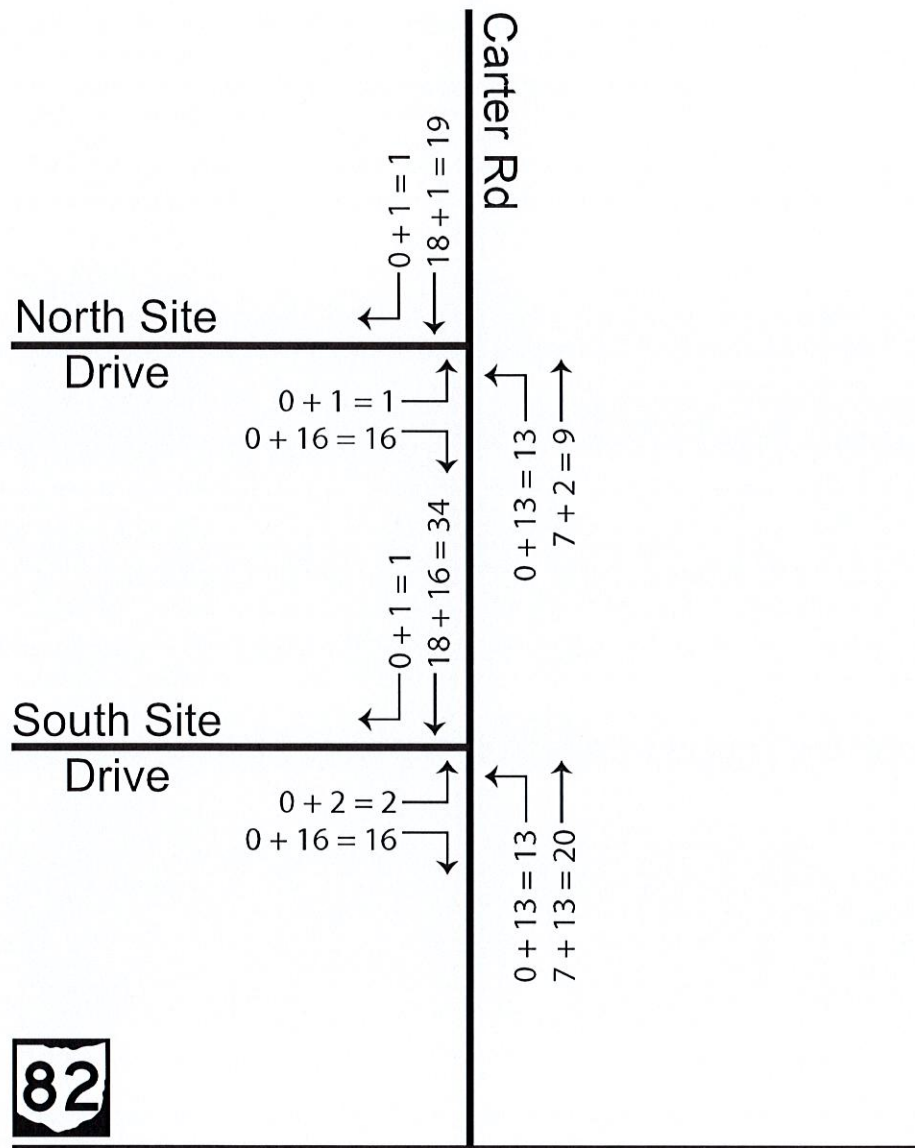 Carter Rd
0 + 1 = 1
18 + 1 = 19
North Site
Drive
0 + 1 = 1
0 + 16 = 16
0 + 13 = 13
7 + 2 = 9
0 + 1 = 1
18 + 16 = 34
South Site
Drive
0 + 2 = 2
0 + 16 = 16
0 + 13 = 13
7 + 13 = 20
82